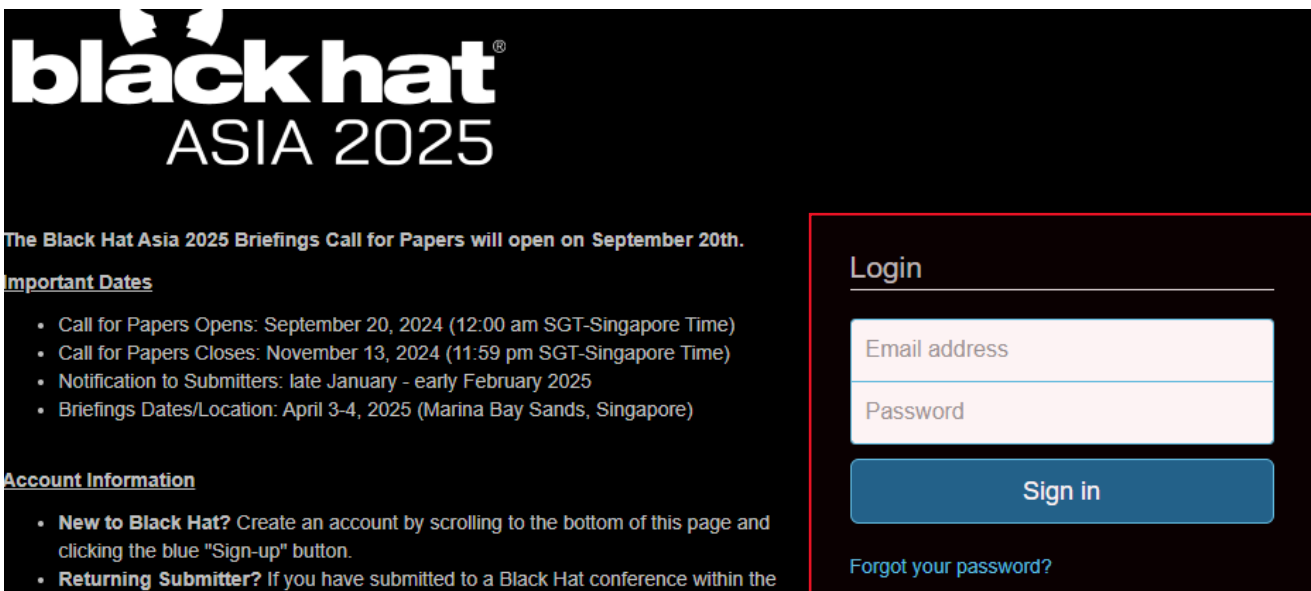 black hat®
ASIA 2025
The Black Hat Asia 2025 Briefings Call for Papers will open on September 20th.
Important Dates
• Call for Papers Opens: September 20, 2024 (12:00 am SGT-Singapore Time)
• Call for Papers Closes: November 13, 2024 (11:59 pm SGT-Singapore Time)
• Notification to Submitters: late January - early February 2025
• Briefings Dates/Location: April 3-4, 2025 (Marina Bay Sands, Singapore)
Account Information
• New to Black Hat? Create an account by scrolling to the bottom of this page and
clicking the blue "Sign-up" button.
• Returning Submitter? If you have submitted to a Black Hat conference within the
Login
Email address
Password
Sign in
Forgot your password?